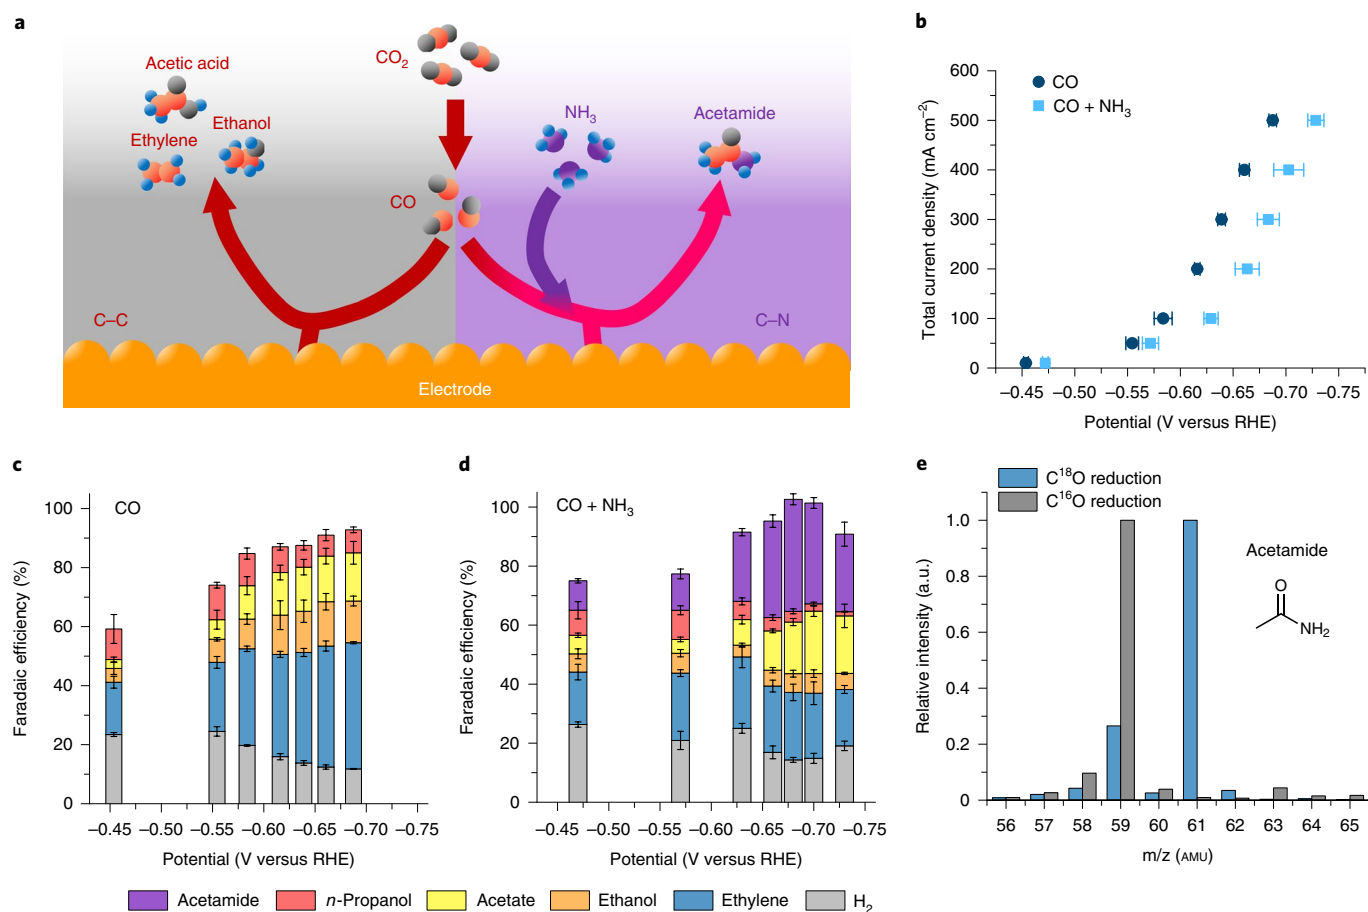 a
Acetic acid
Ethylene
Ethanol
CO₂
CO
NH₃
Acetamide
C–C
C–N
Electrode
b
CO
CO + NH₃
Total current density (mA cm⁻²)
600
500
400
300
200
100
0
–0.45 –0.50 –0.55 –0.60 –0.65 –0.70 –0.75
Potential (V versus RHE)
c
CO
Faradaic efficiency (%)
100
80
60
40
20
0
–0.45 –0.50 –0.55 –0.60 –0.65 –0.70 –0.75
Potential (V versus RHE)
d
CO + NH₃
Faradaic efficiency (%)
100
80
60
40
20
0
–0.45 –0.50 –0.55 –0.60 –0.65 –0.70 –0.75
Potential (V versus RHE)
Acetamide n-Propanol Acetate Ethanol Ethylene H₂
e
C¹⁸O reduction
C¹⁶O reduction
Relative intensity (a.u.)
1.0
0.8
0.6
0.4
0.2
0
Acetamide
O
NH₂
56 57 58 59 60 61 62 63 64 65
m/z (AMU)